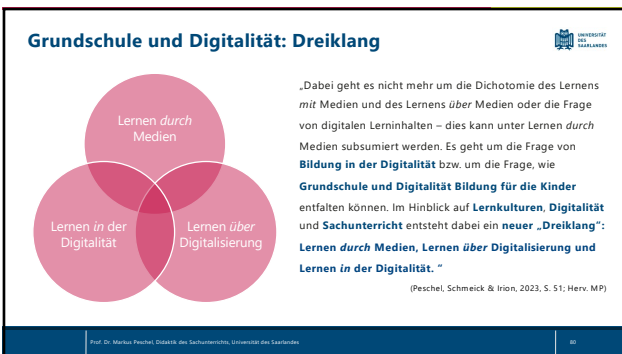 Grundschule und Digitalität: Dreiklang
UNIVERSITÄT
DES
SAARLANDES
Lernen durch
Medien
Lernen in der
Digitalität
Lernen über
Digitalisierung
„Dabei geht es nicht mehr um die Dichotomie des Lernens
mit Medien und des Lernens über Medien oder die Frage
von digitalen Lerninhalten – dies kann unter Lernen durch
Medien subsumiert werden. Es geht um die Frage von
Bildung in der Digitalität bzw. um die Frage, wie
Grundschule und Digitalität Bildung für die Kinder
entfalten können. Im Hinblick auf Lernkulturen, Digitalität
und Sachunterricht entsteht dabei ein neuer „Dreiklang“:
Lernen durch Medien, Lernen über Digitalisierung und
Lernen in der Digitalität. “
(Peschel, Schmeick & Irion, 2023, S. 51; Herv. MP)
Prof. Dr. Markus Peschel, Didaktik des Sachunterrichts, Universität des Saarlandes
80